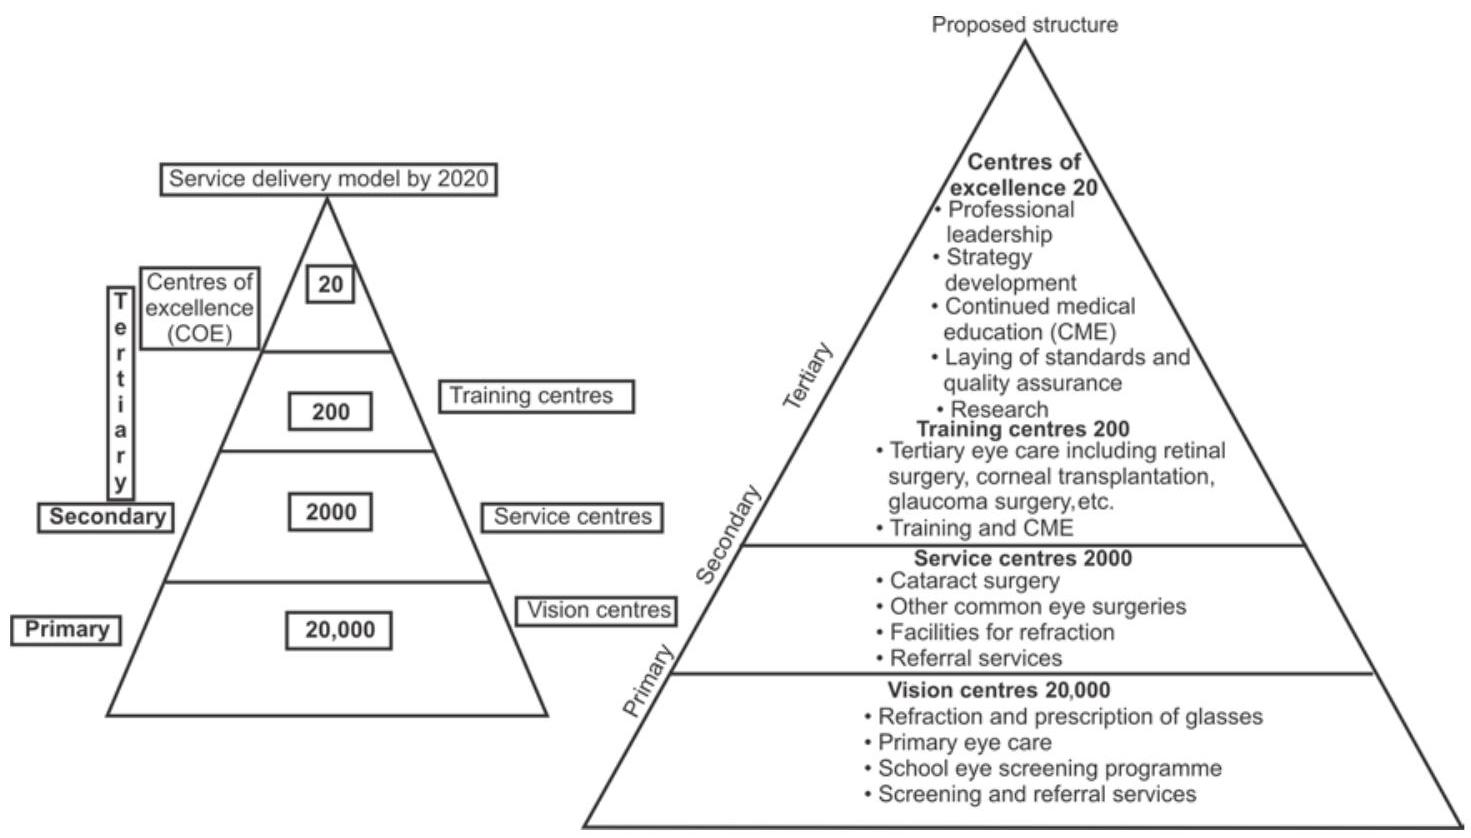 Service delivery model by 2020
Centres of
excellence
(COE)
20
Tertiary
200
Training centres
Secondary
2000
Service centres
Primary
20,000
Vision centres
Proposed structure
Tertiary
Secondary
Primary
Centres of
excellence 20
• Professional
leadership
• Strategy
development
• Continued medical
education (CME)
• Laying of standards and
quality assurance
• Research
Training centres 200
• Tertiary eye care including retinal
surgery, corneal transplantation,
glaucoma surgery, etc.
• Training and CME
Service centres 2000
• Cataract surgery
• Other common eye surgeries
• Facilities for refraction
• Referral services
Vision centres 20,000
• Refraction and prescription of glasses
• Primary eye care
• School eye screening programme
• Screening and referral services